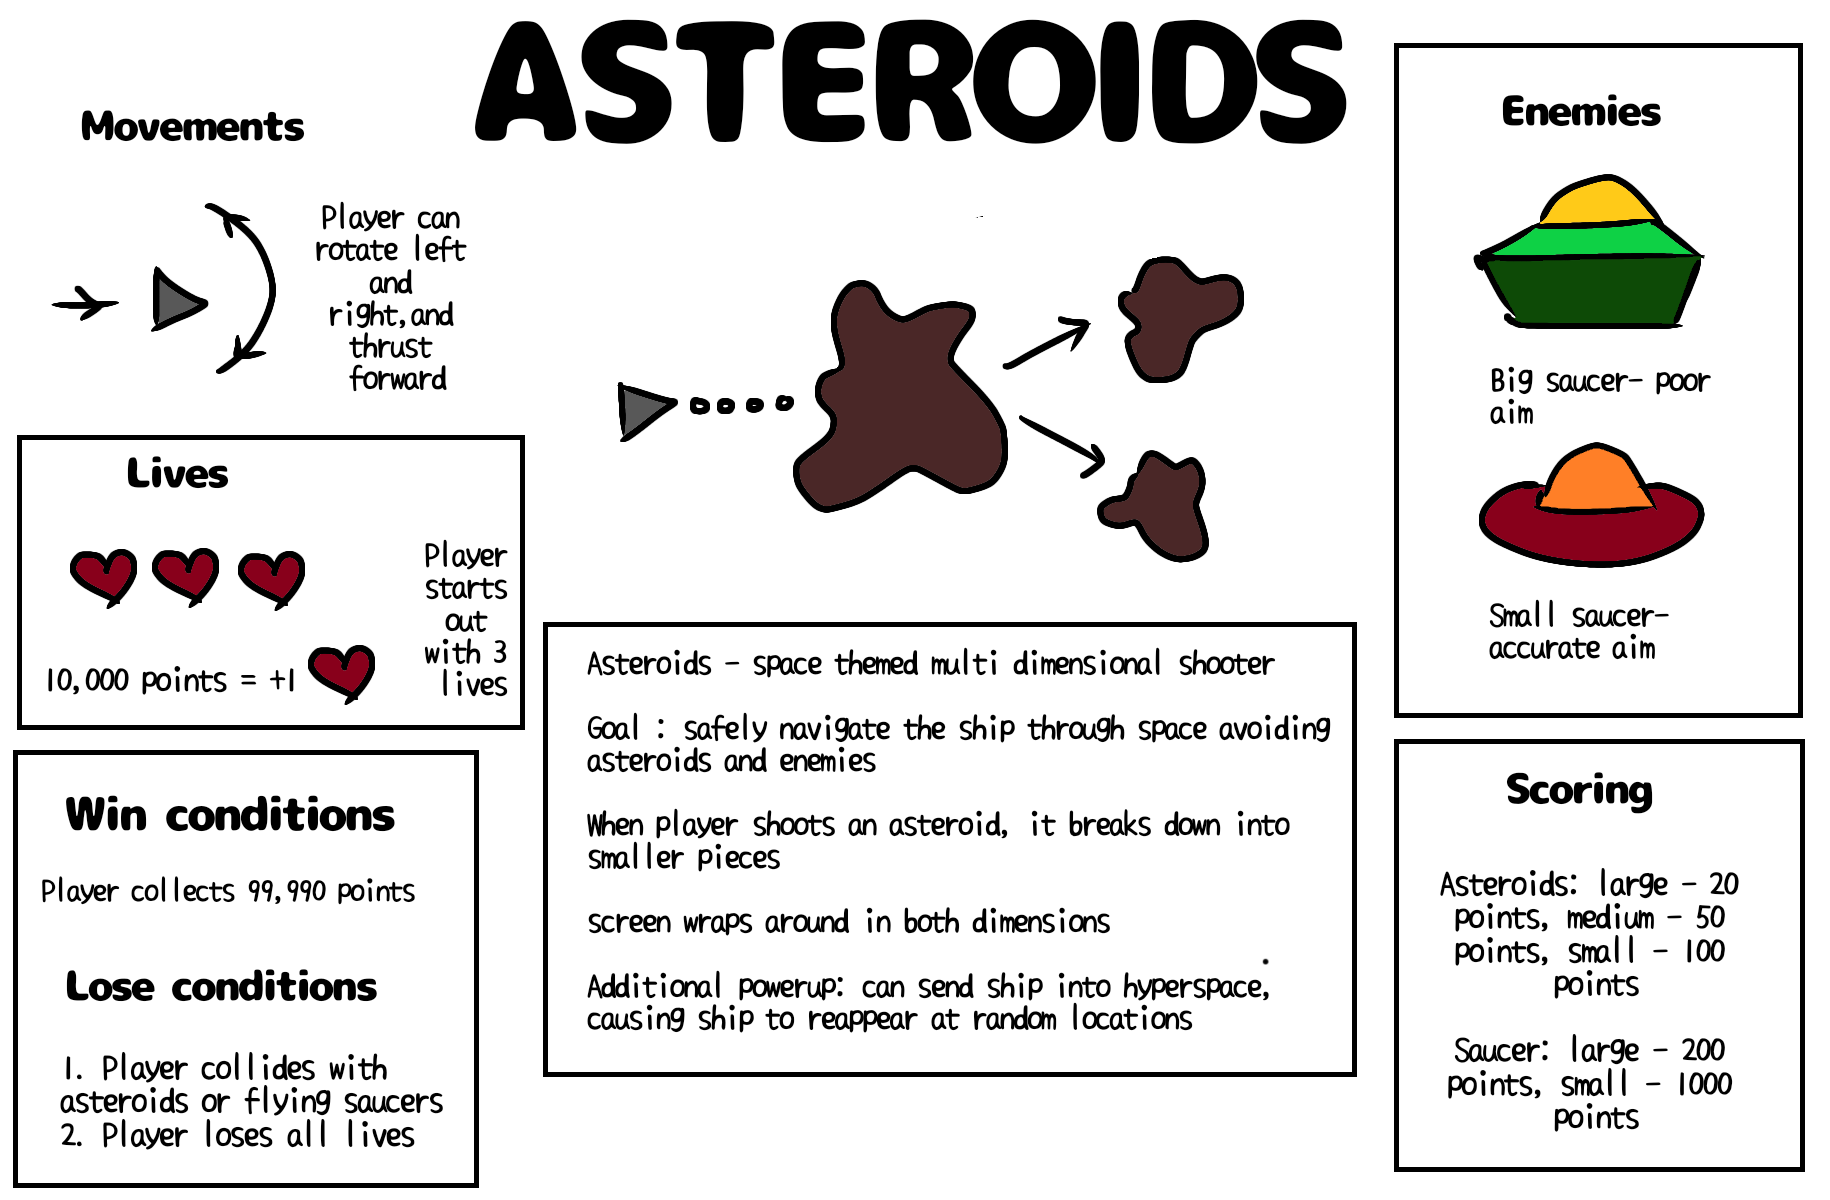 ASTEROIDS
Movements
Player can
rotate left
and
right, and
thrust
forward
Lives
Player
starts
out
with 3
lives
10,000 points = +1
Win conditions
Player collects 99,990 points
Lose conditions
1. Player collides with
asteroids or flying saucers
2. Player loses all lives
Asteroids - space themed multi dimensional shooter
Goal : safely navigate the ship through space avoiding
asteroids and enemies
When player shoots an asteroid, it breaks down into
smaller pieces
screen wraps around in both dimensions
Additional powerup: can send ship into hyperspace,
causing ship to reappear at random locations
Enemies
Big saucer- poor
aim
Small saucer-
accurate aim
Scoring
Asteroids: large - 20
points, medium - 50
points, small - 100
points
Saucer: large - 200
points, small - 1000
points